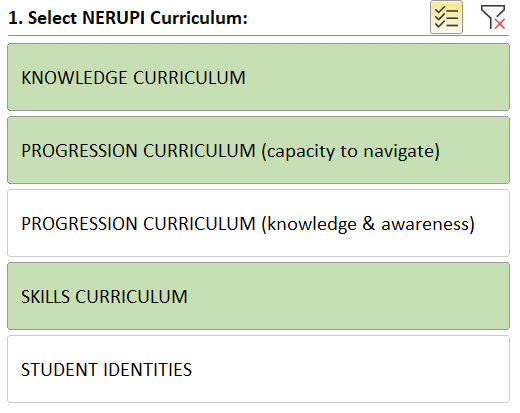 1. Select NERUPI Curriculum:
KNOWLEDGE CURRICULUM
PROGRESSION CURRICULUM (capacity to navigate)
PROGRESSION CURRICULUM (knowledge & awareness)
SKILLS CURRICULUM
STUDENT IDENTITIES